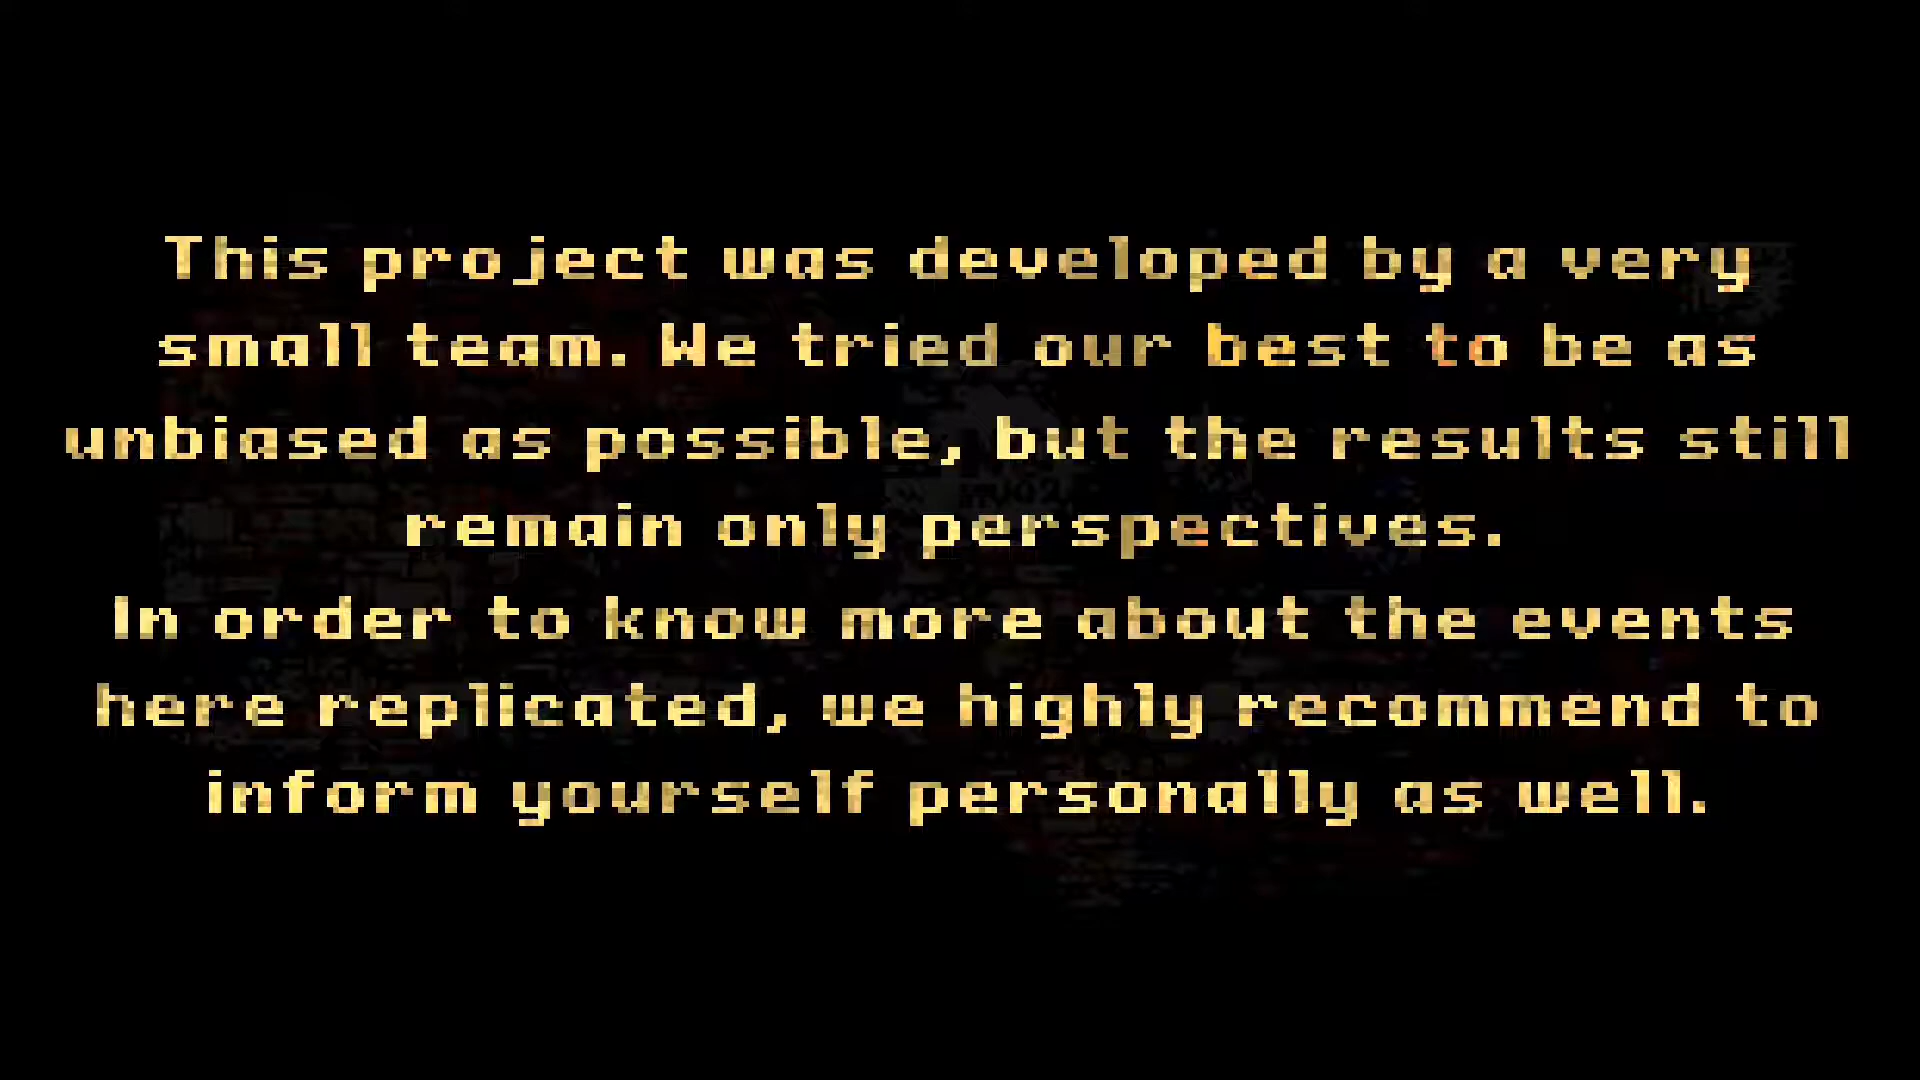 This project was developed by a very
small team. We tried our best to be as
unbiased as possible, but the results still
remain only perspectives.
In order to know more about the events
here replicated, we highly recommend to
inform yourself personally as well.